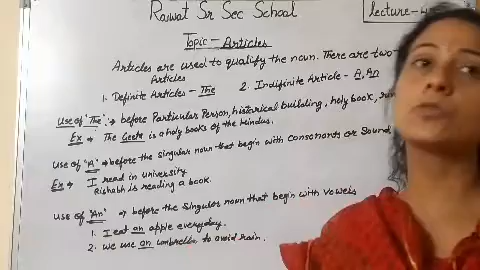 Rawat Sr Sec School
Lecture-
Topic - Articles
Articles are used to qualify the noun. There are two
Articles
1. Definite Articles - The
2. Indifinite Article - A, An
Use of "The" :→ before Particular Person, historical building, holy book,
Ex → The Geeta is a holy books of the Hindus.
Use of "A" → before the singular noun that begin with Consonants or Sound,
Ex → I read in university
Rishabh is reading a book.
Use of "An" → before the Singular noun that begin with Vowels
1. I eat an apple everyday.
2. We use an umbrella to avoid rain.